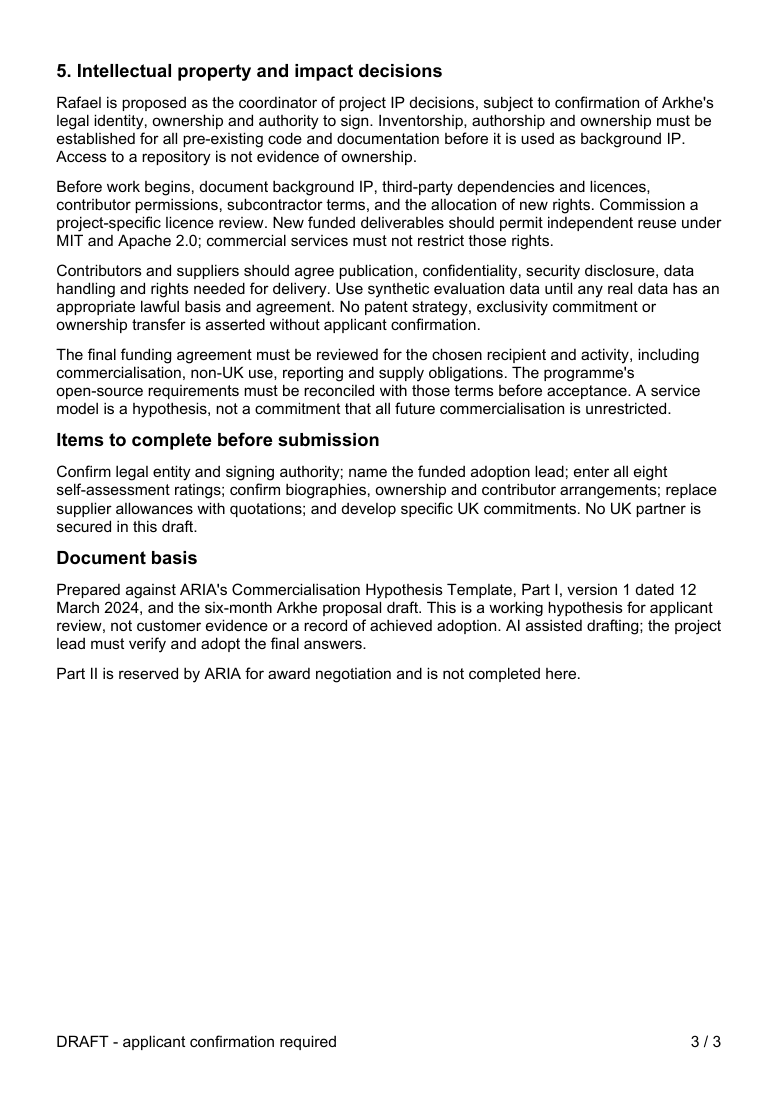 5. Intellectual property and impact decisions
Rafael is proposed as the coordinator of project IP decisions, subject to confirmation of Arkhe's
legal identity, ownership and authority to sign. Inventorship, authorship and ownership must be
established for all pre-existing code and documentation before it is used as background IP.
Access to a repository is not evidence of ownership.
Before work begins, document background IP, third-party dependencies and licences,
contributor permissions, subcontractor terms, and the allocation of new rights. Commission a
project-specific licence review. New funded deliverables should permit independent reuse under
MIT and Apache 2.0; commercial services must not restrict those rights.
Contributors and suppliers should agree publication, confidentiality, security disclosure, data
handling and rights needed for delivery. Use synthetic evaluation data until any real data has an
appropriate lawful basis and agreement. No patent strategy, exclusivity commitment or
ownership transfer is asserted without applicant confirmation.
The final funding agreement must be reviewed for the chosen recipient and activity, including
commercialisation, non-UK use, reporting and supply obligations. The programme's
open-source requirements must be reconciled with those terms before acceptance. A service
model is a hypothesis, not a commitment that all future commercialisation is unrestricted.
Items to complete before submission
Confirm legal entity and signing authority; name the funded adoption lead; enter all eight
self-assessment ratings; confirm biographies, ownership and contributor arrangements; replace
supplier allowances with quotations; and develop specific UK commitments. No UK partner is
secured in this draft.
Document basis
Prepared against ARIA's Commercialisation Hypothesis Template, Part I, version 1 dated 12
March 2024, and the six-month Arkhe proposal draft. This is a working hypothesis for applicant
review, not customer evidence or a record of achieved adoption. AI assisted drafting; the project
lead must verify and adopt the final answers.
Part II is reserved by ARIA for award negotiation and is not completed here.
DRAFT - applicant confirmation required
3 / 3